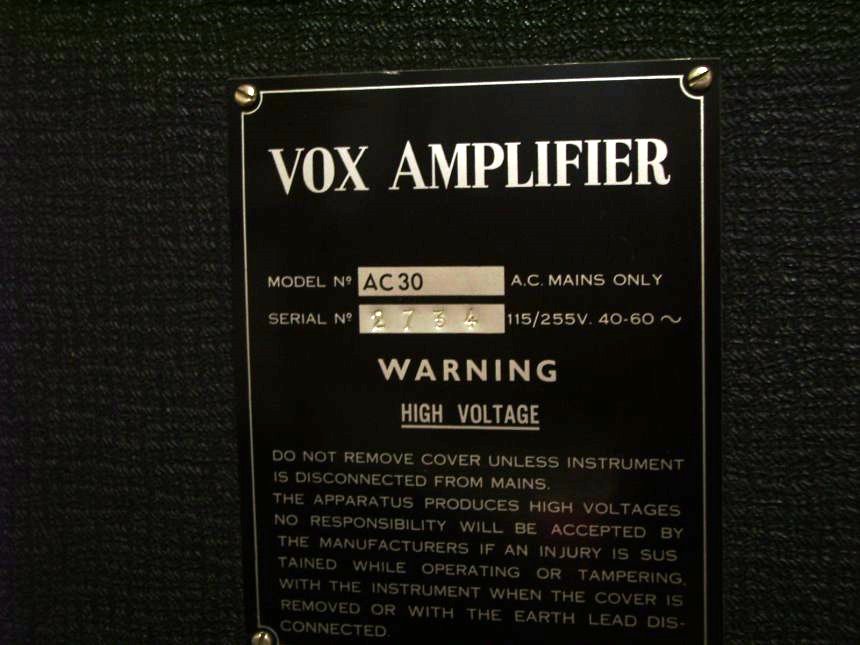 VOX AMPLIFIER
MODEL Nº AC30 A.C. MAINS ONLY
SERIAL Nº 2734 115/255V. 40-60 ~
WARNING
HIGH VOLTAGE
DO NOT REMOVE COVER UNLESS INSTRUMENT
IS DISCONNECTED FROM MAINS.
THE APPARATUS PRODUCES HIGH VOLTAGES
NO RESPONSIBILITY WILL BE ACCEPTED BY
THE MANUFACTURERS IF AN INJURY IS SUS
TAINED WHILE OPERATING OR TAMPERING,
WITH THE INSTRUMENT WHEN THE COVER IS
REMOVED OR WITH THE EARTH LEAD DIS-
CONNECTED.